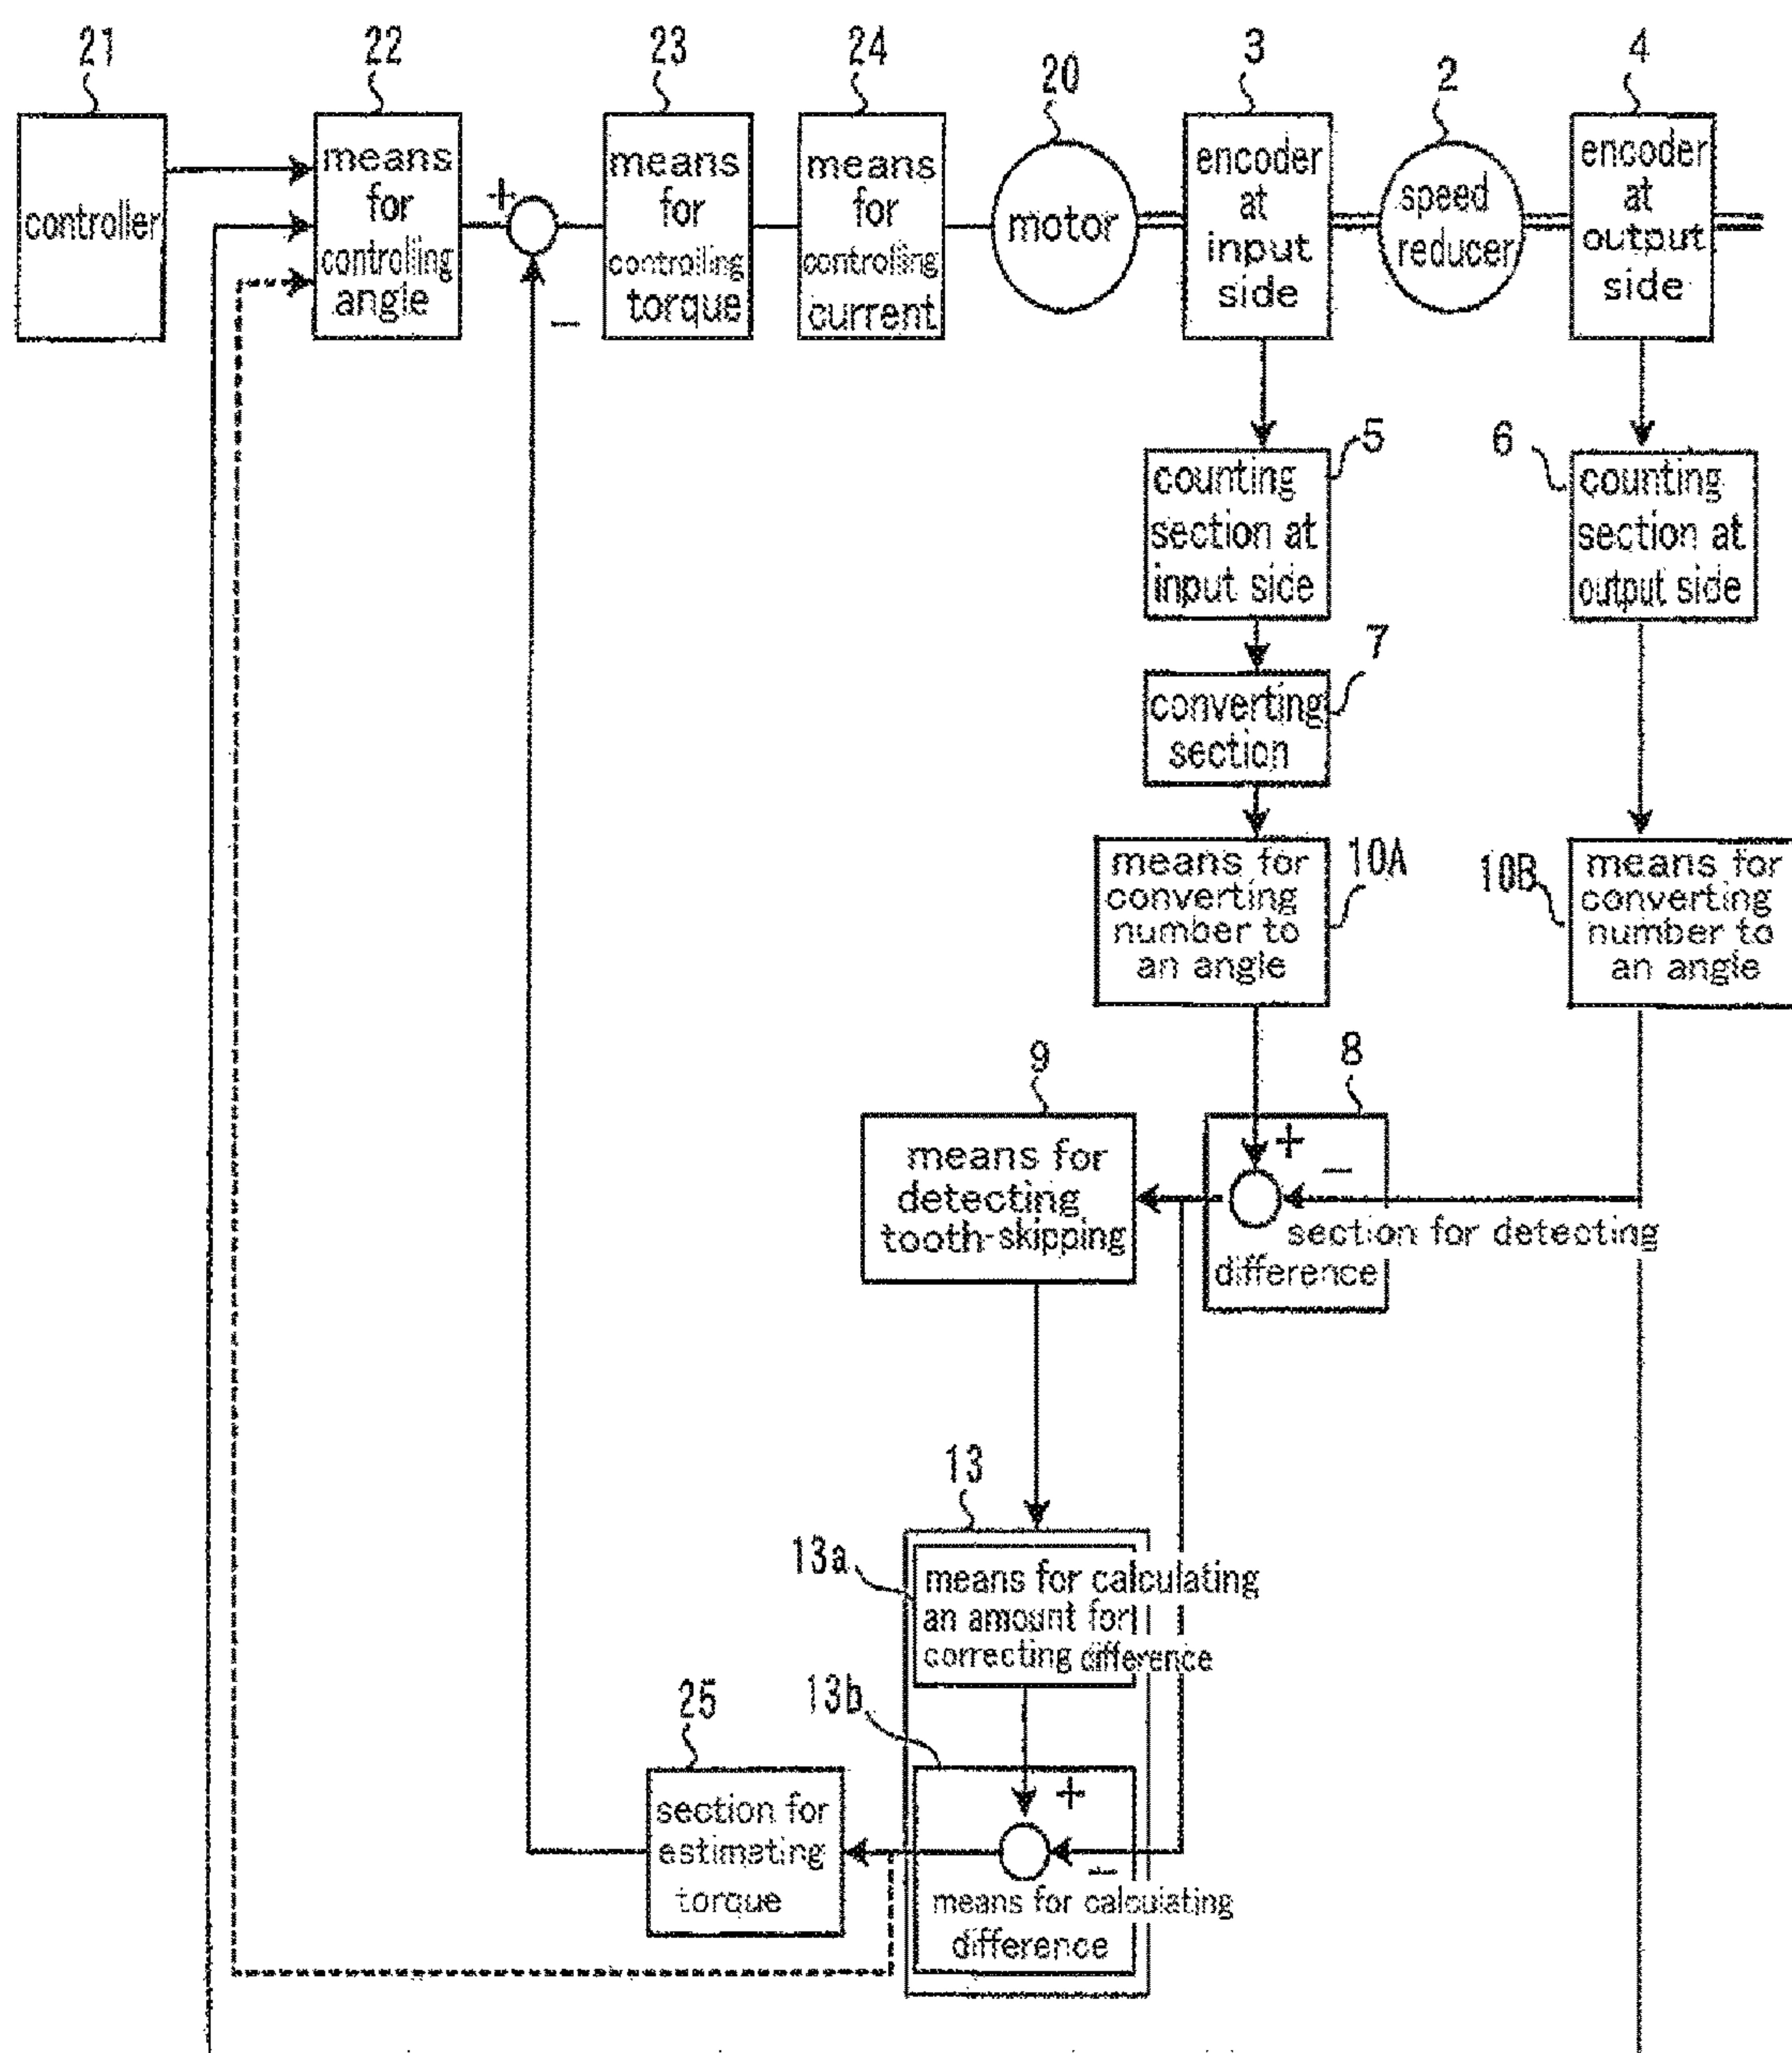 21
22
23
24
20
3
2
4
controller
means
for
controlling
angle
+
−
means
for
controlling
torque
means
for
controlling
current
motor
encoder
at
input
side
speed
reducer
encoder
at
output
side
5
counting
section at
input side
6
counting
section at
output side
7
converting
section
10A
means for
converting
number to
an angle
10B
means for
converting
number to
an angle
9
means for
detecting
tooth-skipping
8
+
−
section for detecting
difference
13
13a
means for calculating
an amount for
correcting difference
13b
+
−
means for calculating
difference
25
section for
estimating
torque